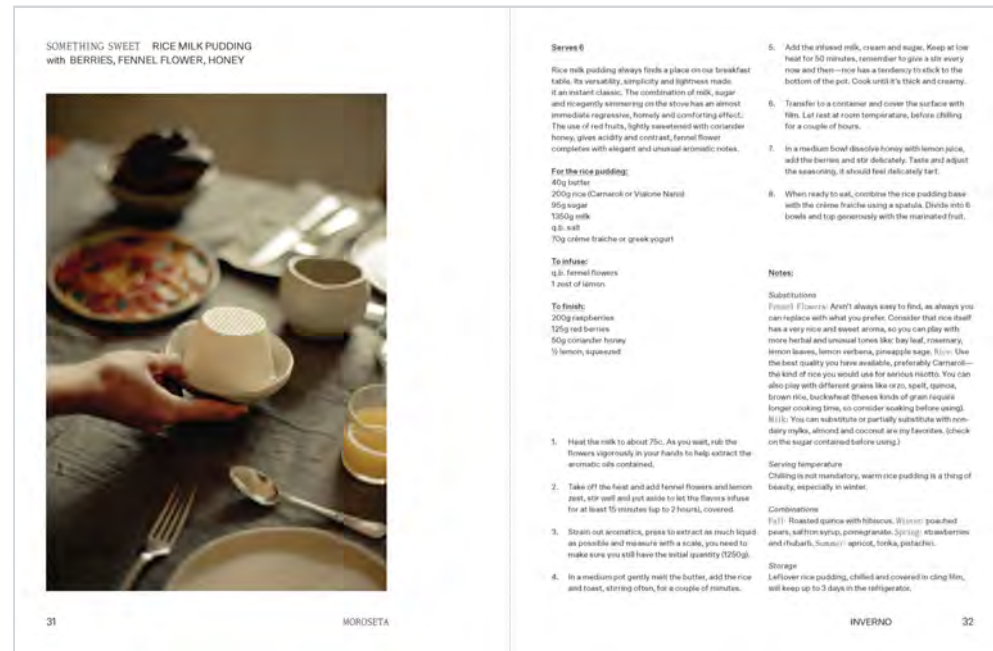 SOMETHING SWEET RICE MILK PUDDING
with BERRIES, FENNEL FLOWER, HONEY
31
MOROSETA
Serves 6
Rice milk pudding always finds a place on our breakfast
table. Its versatility, simplicity and lightness made
it an instant classic. The combination of milk, sugar
and ricegently simmering on the stove has an almost
immediate regressive, homely and comforting effect.
The use of red fruits, lightly sweetened with coriander
honey, gives acidity and contrast, fennel flower
completes with elegant and unusual aromatic notes.
For the rice pudding:
40g butter
200g rice (Carnaroli or Vialone Nano)
95g sugar
1350g milk
q.b. salt
70g crème fraiche or greek yogurt
To infuse:
q.b. fennel flowers
1 zest of lemon
To finish:
200g raspberries
125g red berries
50g coriander honey
½ lemon, squeezed
1. Heat the milk to about 75c. As you wait, rub the
flowers vigorously in your hands to help extract the
aromatic oils contained.
2. Take off the heat and add fennel flowers and lemon
zest, stir well and put aside to let the flavors infuse
for at least 15 minutes (up to 2 hours), covered.
3. Strain out aromatics, press to extract as much liquid
as possible and measure with a scale, you need to
make sure you still have the initial quantity (1250g).
4. In a medium pot gently melt the butter, add the rice
and toast, stirring often, for a couple of minutes.
5. Add the infused milk, cream and sugar. Keep at low
heat for 50 minutes, remember to give a stir every
now and then—rice has a tendency to stick to the
bottom of the pot. Cook until it's thick and creamy.
6. Transfer to a container and cover the surface with
film. Let rest at room temperature, before chilling
for a couple of hours.
7. In a medium bowl dissolve honey with lemon juice,
add the berries and stir delicately. Taste and adjust
the seasoning, it should feel delicately tart.
8. When ready to eat, combine the rice pudding base
with the crème fraiche using a spatula. Divide into 6
bowls and top generously with the marinated fruit.
Notes:
Substitutions
Fennel Flowers: Aren't always easy to find, as always you
can replace with what you prefer. Consider that rice itself
has a very nice and sweet aroma, so you can play with
more herbal and unusual tones like: bay leaf, rosemary,
lemon leaves, lemon verbena, pineapple sage. Rice: Use
the best quality you have available, preferably Carnaroli—
the kind of rice you would use for serious risotto. You can
also play with different grains like orzo, spelt, quinoa,
brown rice, buckwheat (theses kinds of grain require
longer cooking time, so consider soaking before using).
Milk: You can substitute or partially substitute with non-
dairy mylks, almond and coconut are my favorites. (check
on the sugar contained before using.)
Serving temperature
Chilling is not mandatory, warm rice pudding is a thing of
beauty, especially in winter.
Combinations
Fall: Roasted quince with hibiscus. Winter: poached
pears, saffron syrup, pomegranate. Spring: strawberries
and rhubarb. Summer: apricot, tonka, pistachio.
Storage
Leftover rice pudding, chilled and covered in cling film,
will keep up to 3 days in the refrigerator.
INVERNO
32